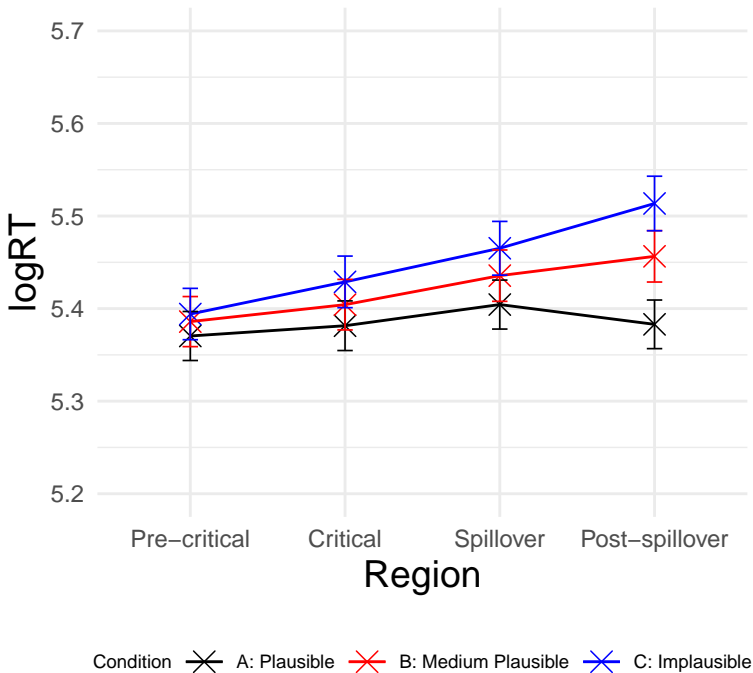 5.7
5.6
5.5
5.4
5.3
5.2
logRT
Pre−critical Critical Spillover Post−spillover
Region
Condition A: Plausible B: Medium Plausible C: Implausible